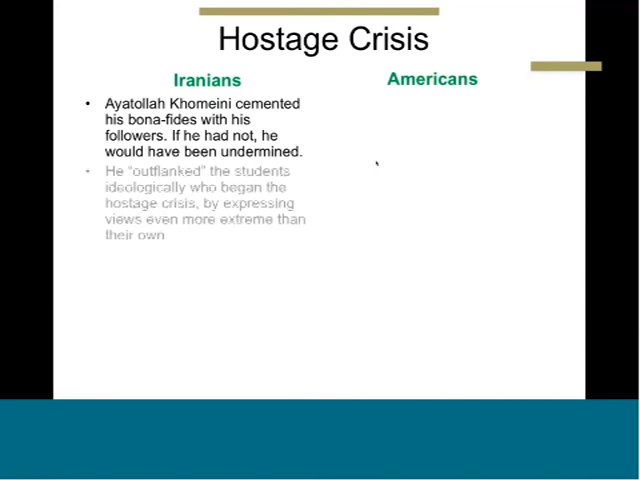 Hostage Crisis
Iranians
Americans
• Ayatollah Khomeini cemented
his bona-fides with his
followers. If he had not, he
would have been undermined.
• He “outflanked” the students
ideologically who began the
hostage crisis, by expressing
views even more extreme than
their own